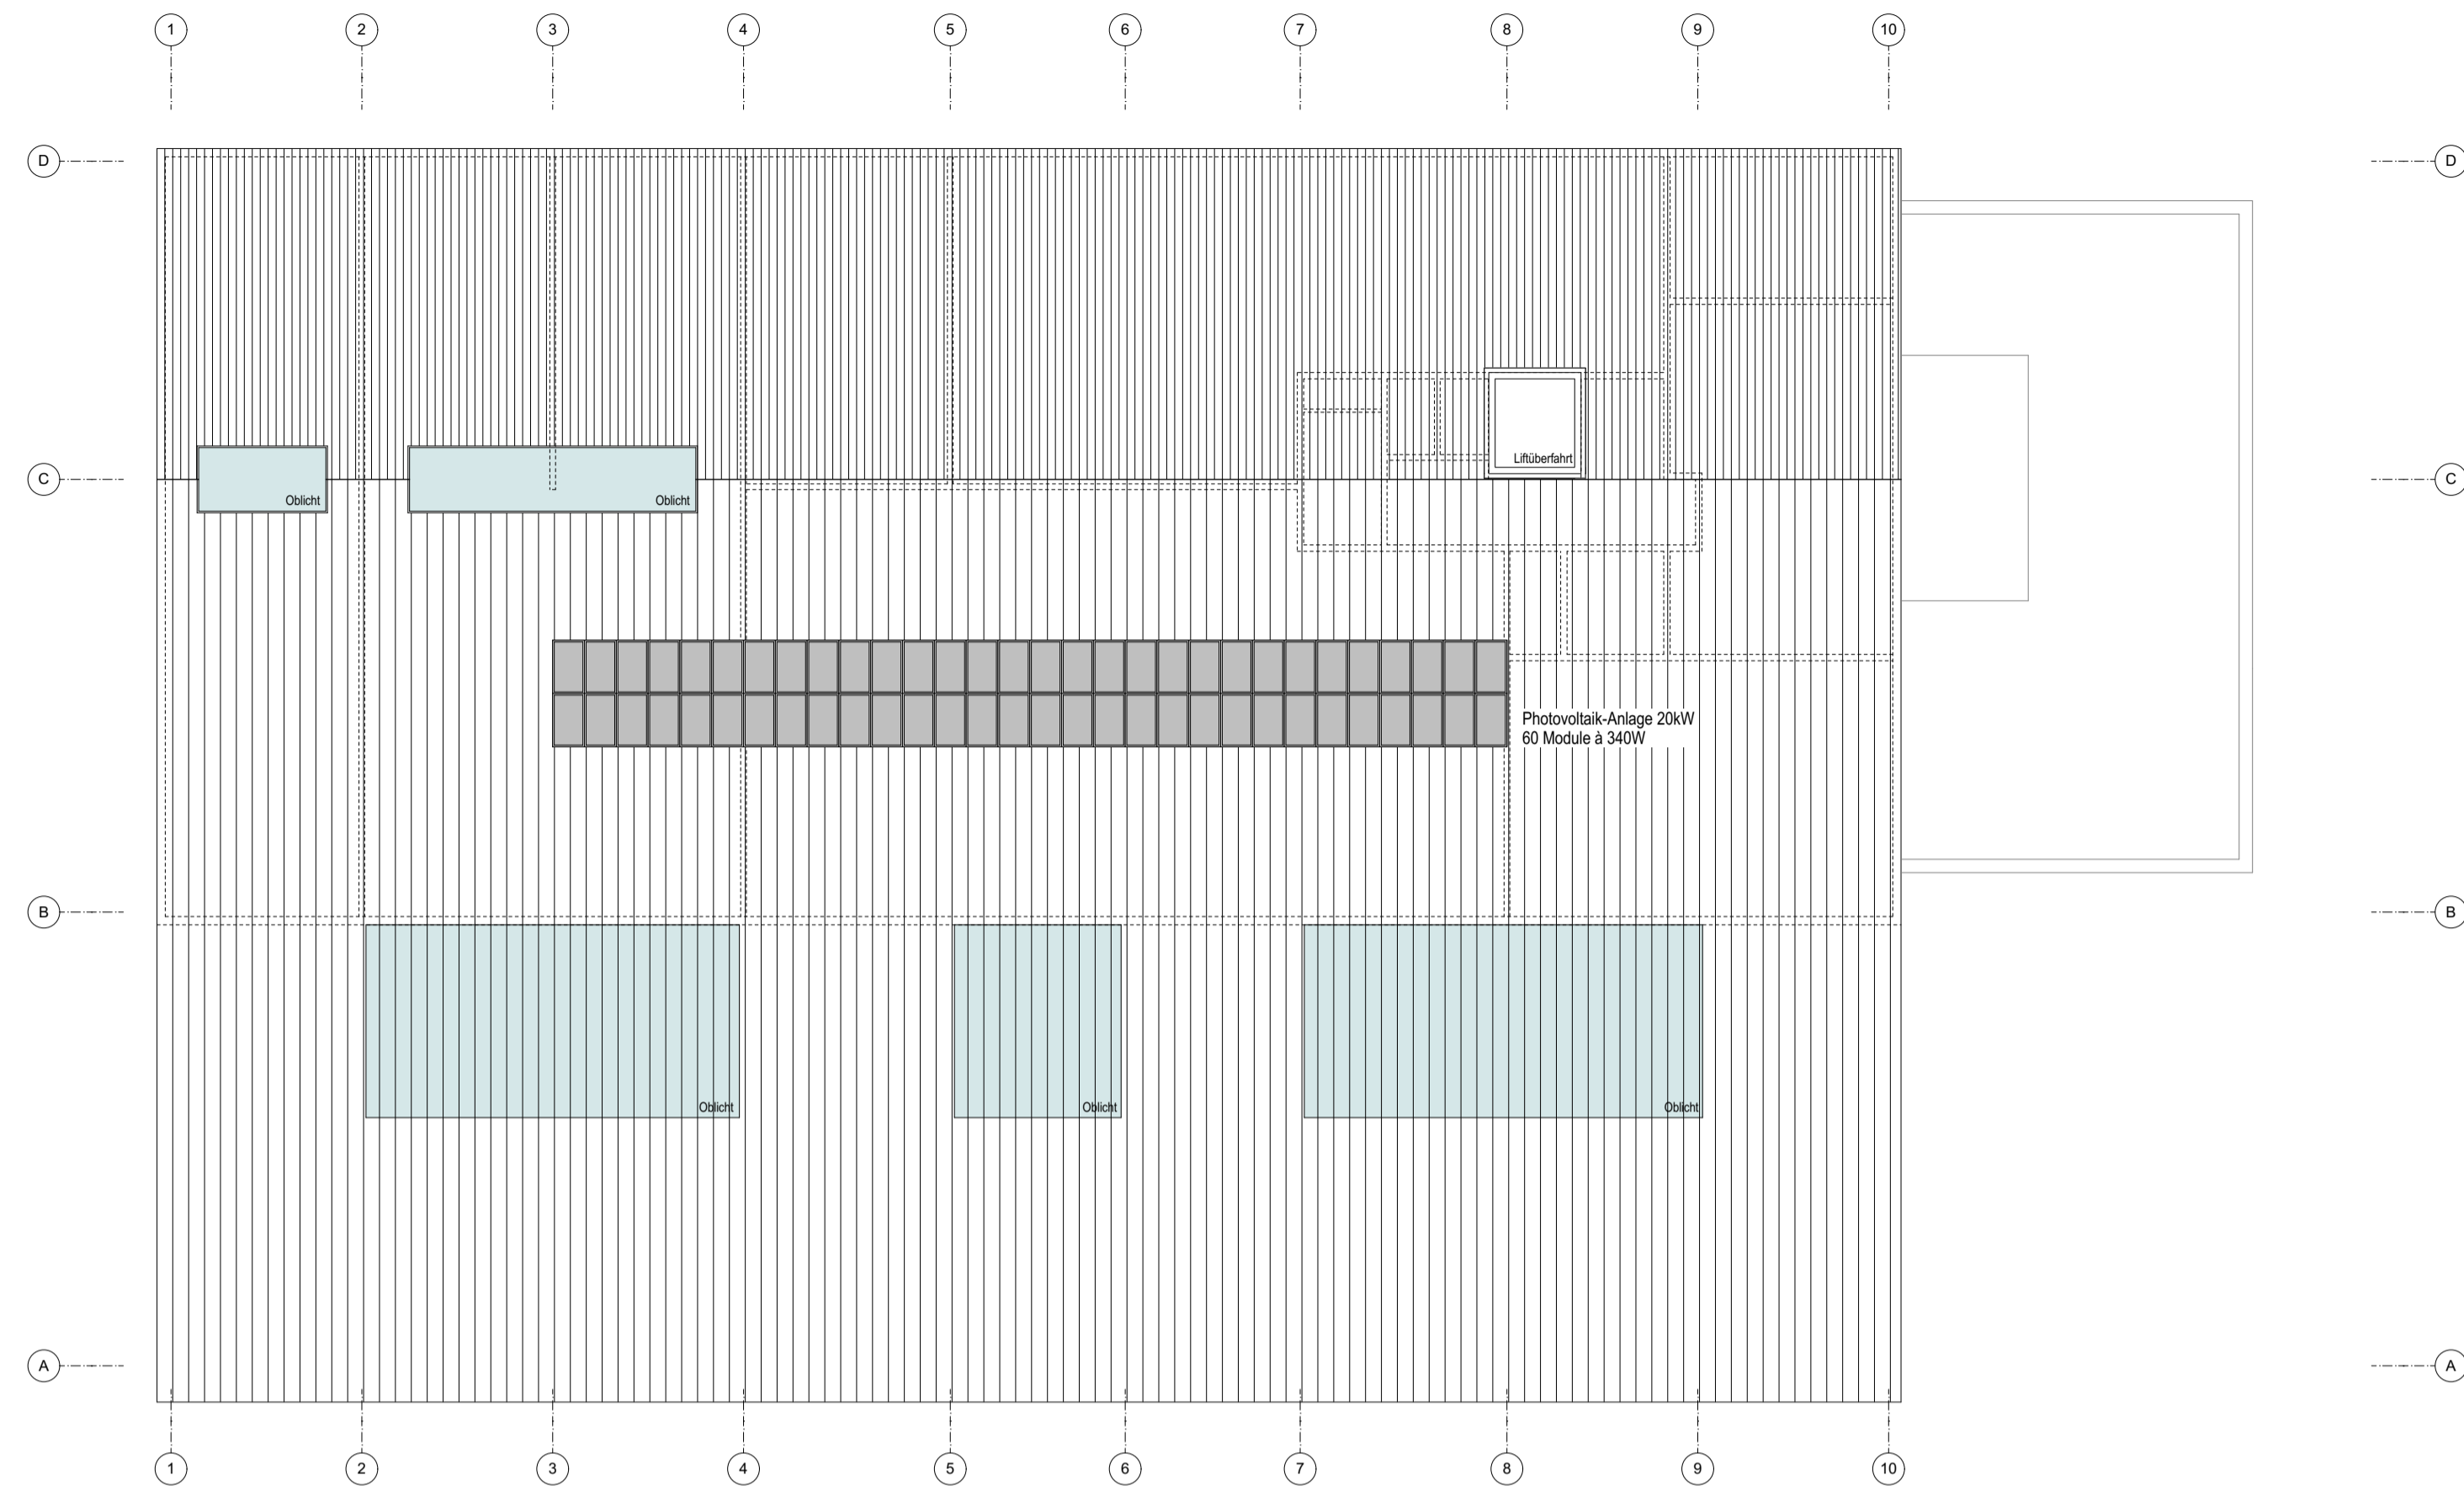 1 2 3 4 5 6 7 8 9 10
D D
Liftüberfahrt
C C
Oblicht Oblicht
Photovoltaik-Anlage 20kW
60 Module à 340W
B B
Oblicht Oblicht Oblicht
A A
1 2 3 4 5 6 7 8 9 10